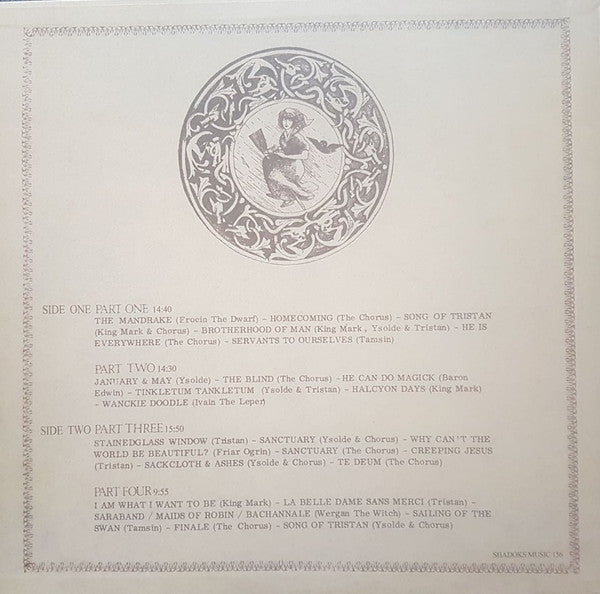 SIDE ONE PART ONE 14:40
THE MANDRAKE (Frocin The Dwarf) - HOMECOMING (The Chorus) - SONG OF TRISTAN
(King Mark & Chorus) - BROTHERHOOD OF MAN (King Mark, Ysolde & Tristan) - HE IS
EVERYWHERE (The Chorus) - SERVANTS TO OURSELVES (Tamsin)
PART TWO 14:30
JANUARY & MAY (Ysolde) - THE BLIND (The Chorus) - HE CAN DO MAGICK (Baron
Edwin) - TINKLETUM TANKLETUM (Ysolde & Tristan) - HALCYON DAYS (King Mark)
- WANCKIE DOODLE (Ivain The Leper)
SIDE TWO PART THREE 15:50
STAINEDGLASS WINDOW (Tristan) - SANCTUARY (Ysolde & Chorus) - WHY CAN'T THE
WORLD BE BEAUTIFUL? (Friar Ogrin) - SANCTUARY (The Chorus) - CREEPING JESUS
(Tristan) - SACKCLOTH & ASHES (Ysolde & Chorus) - TE DEUM (The Chorus)
PART FOUR 9:55
I AM WHAT I WANT TO BE (King Mark) - LA BELLE DAME SANS MERCI (Tristan) -
SARABAND / MAIDS OF ROBIN / BACHANNALE (Wergan The Witch) - SAILING OF THE
SWAN (Tamsin) - FINALE (The Chorus) - SONG OF TRISTAN (Ysolde & Chorus)
SHADOKS MUSIC 156